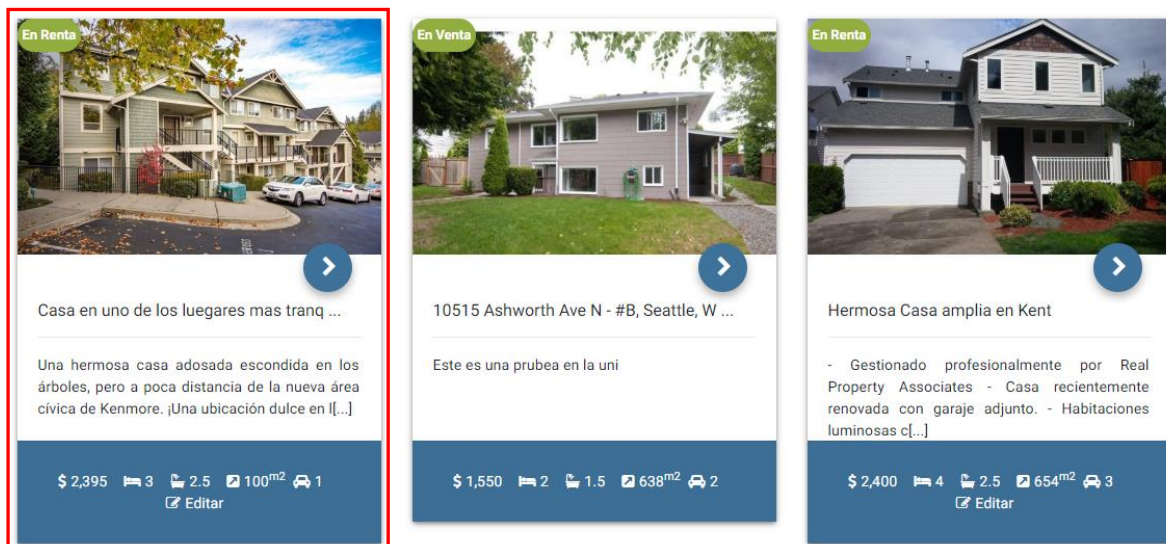 En Renta
Casa en uno de los luegares mas tranq ...
Una hermosa casa adosada escondida en los
árboles, pero a poca distancia de la nueva área
cívica de Kenmore. ¡Una ubicación dulce en l[...]
$ 2,395 3 2.5 100m2 1
Editar
En Venta
10515 Ashworth Ave N - #B, Seattle, W ...
Este es una prubea en la uni
$ 1,550 2 1.5 638m2 2
En Renta
Hermosa Casa amplia en Kent
- Gestionado profesionalmente por Real
Property Associates - Casa recientemente
renovada con garaje adjunto. - Habitaciones
luminosas c[...]
$ 2,400 4 2.5 654m2 3
Editar